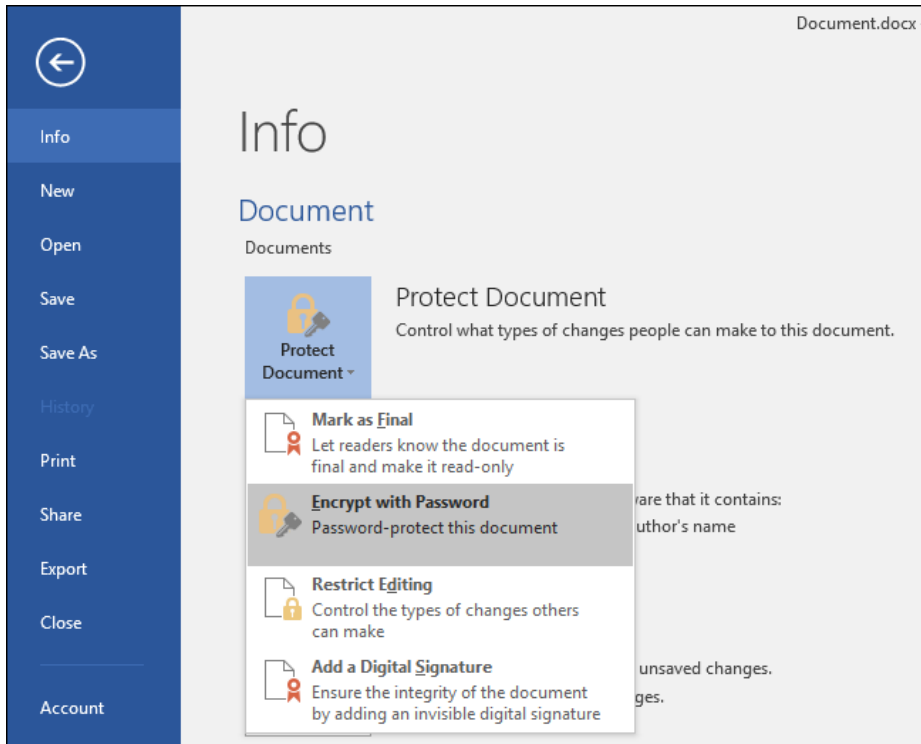 Document.docx
Info
New
Open
Save
Save As
History
Print
Share
Export
Close
Account
Info
Document
Documents
Protect
Document
Protect Document
Control what types of changes people can make to this document.
Mark as Final
Let readers know the document is
final and make it read-only
Encrypt with Password
Password-protect this document
Restrict Editing
Control the types of changes others
can make
Add a Digital Signature
Ensure the integrity of the document
by adding an invisible digital signature
are that it contains:
uthor's name
unsaved changes.
ges.